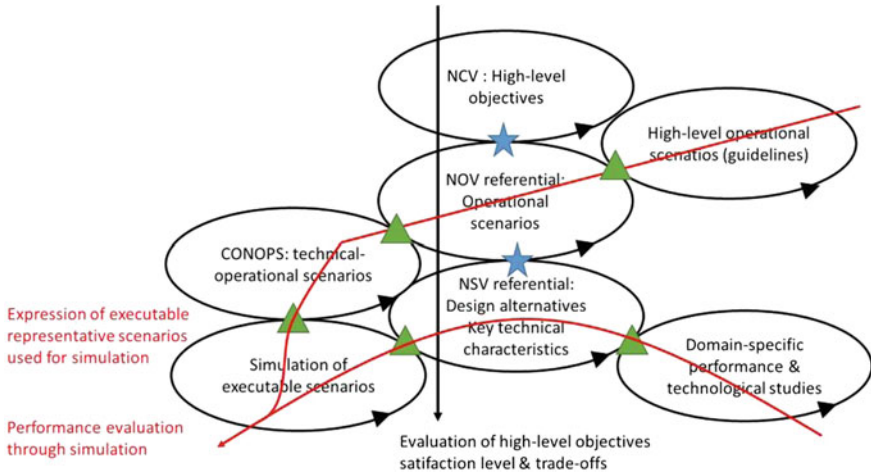 NCV : High-level
objectives
High-level operational
scenatios (guidelines)
NOV referential:
Operational
scenarios
CONOPS: technical-
operational scenarios
NSV referential:
Design alternatives
Key technical
characteristics
Expression of executable
representative scenarios
used for simulation
Simulation of
executable scenarios
Domain-specific
performance &
technological studies
Performance evaluation
through simulation
Evaluation of high-level objectives
satifaction level & trade-offs